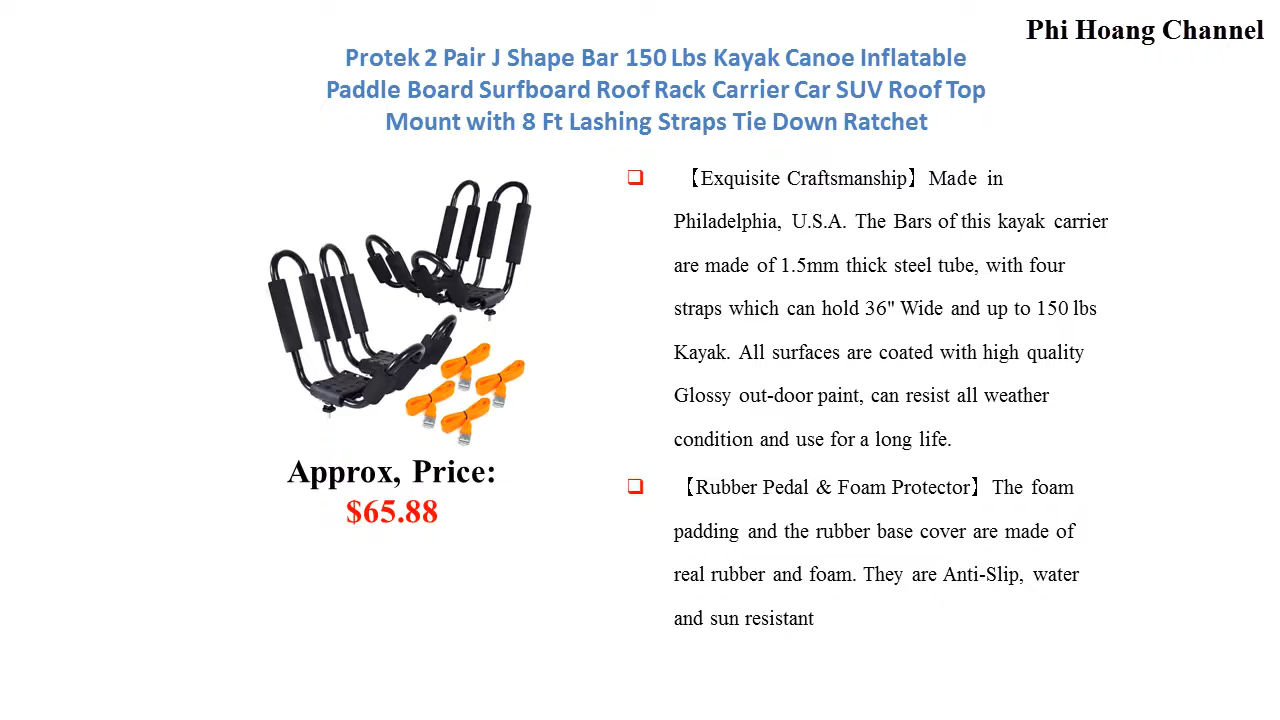 Phi Hoang Channel
Protek 2 Pair J Shape Bar 150 Lbs Kayak Canoe Inflatable
Paddle Board Surfboard Roof Rack Carrier Car SUV Roof Top
Mount with 8 Ft Lashing Straps Tie Down Ratchet
【Exquisite Craftsmanship】Made in
Philadelphia, U.S.A. The Bars of this kayak carrier
are made of 1.5mm thick steel tube, with four
straps which can hold 36" Wide and up to 150 lbs
Kayak. All surfaces are coated with high quality
Glossy out-door paint, can resist all weather
condition and use for a long life.
【Rubber Pedal & Foam Protector】The foam
padding and the rubber base cover are made of
real rubber and foam. They are Anti-Slip, water
and sun resistant
Approx, Price:
$65.88